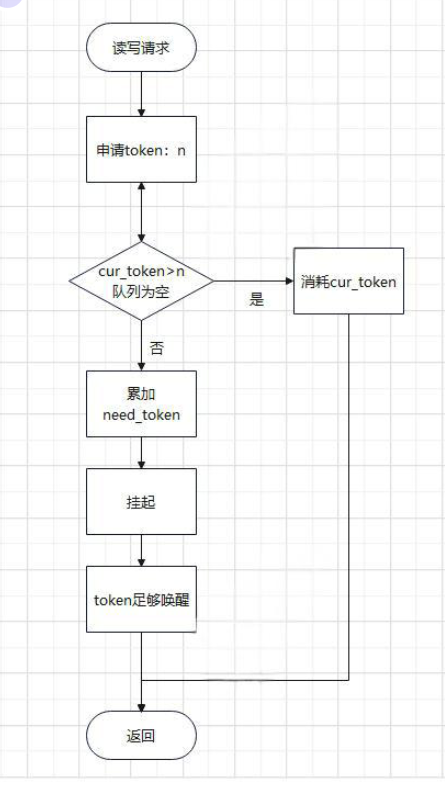 读写请求
申请token：n
cur_token>n
队列为空
是
消耗cur_token
否
累加
need_token
挂起
token足够唤醒
返回